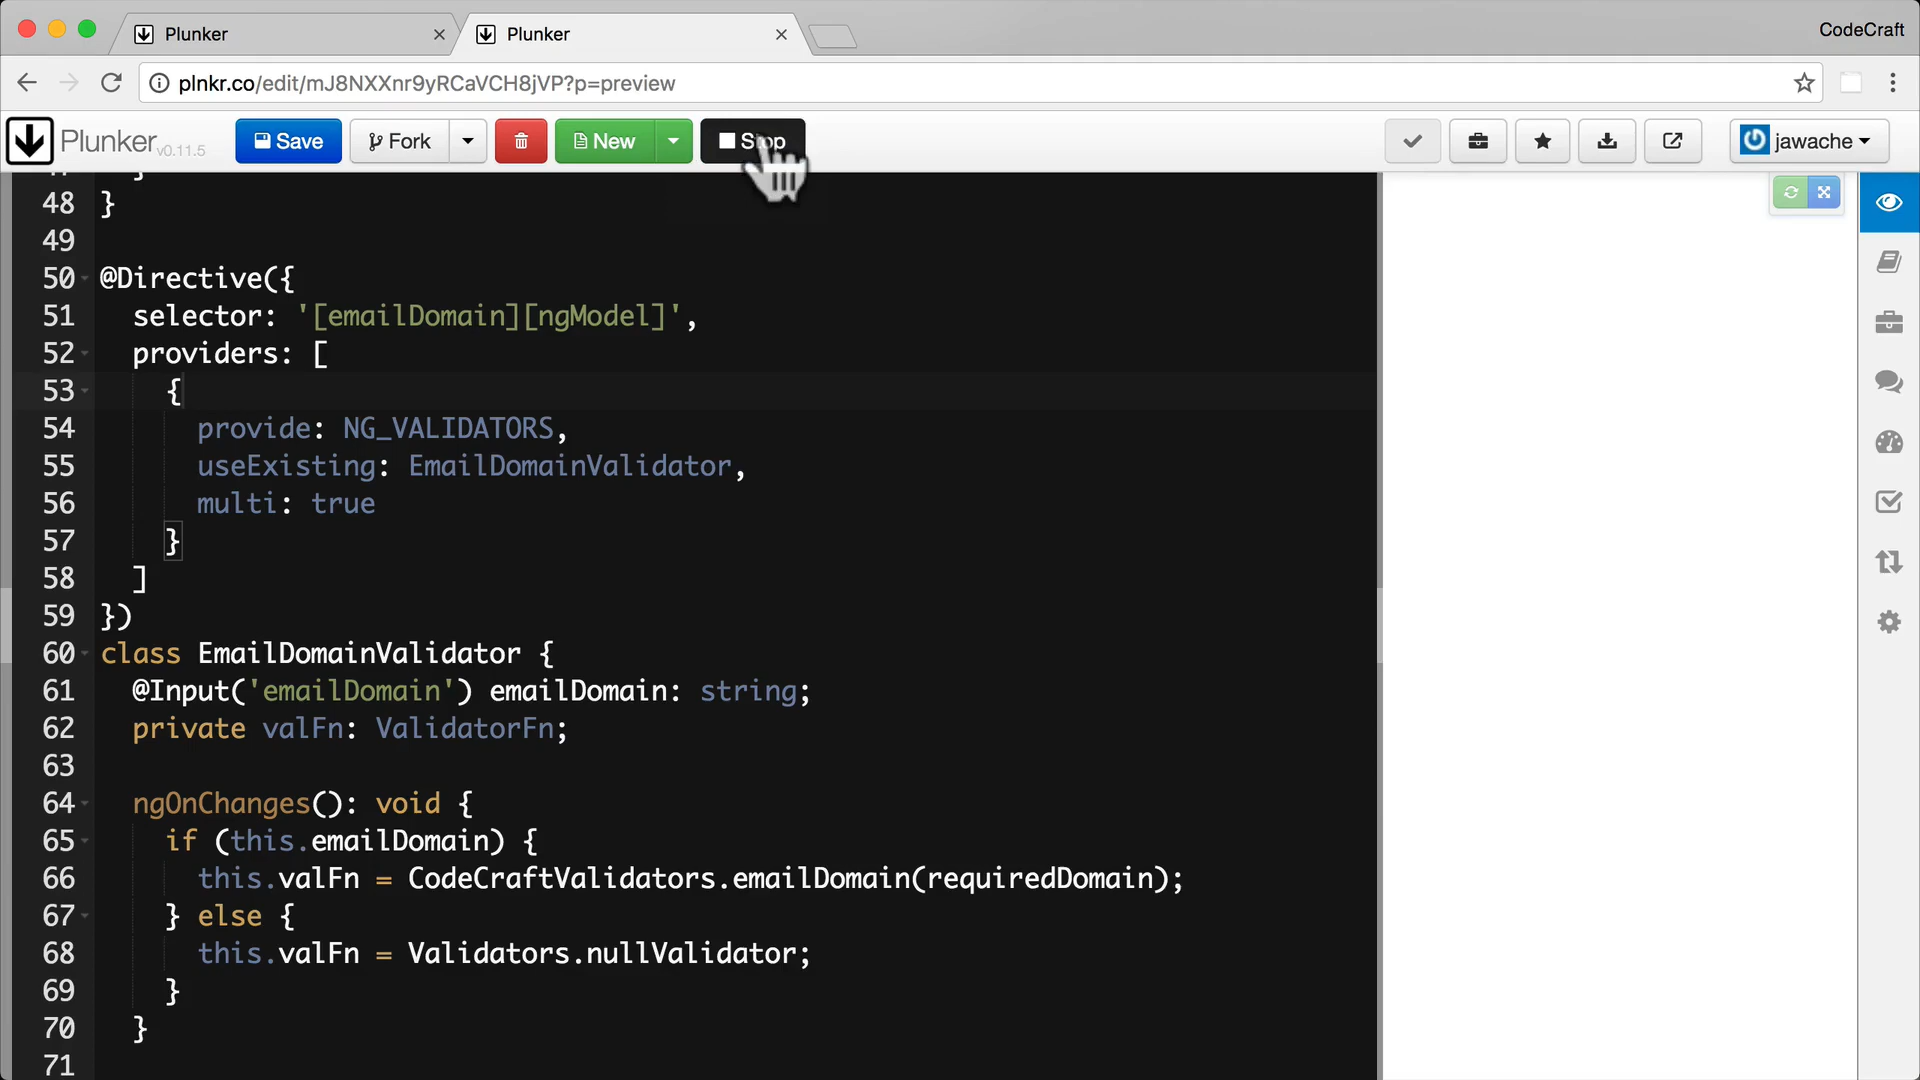 Plunker
Plunker
CodeCraft
plnkr.co/edit/mJ8NXXnr9yRCaVCH8jVP?p=preview
Plunker v0.11.5
Save
Fork
New
Stop
jawache
48 }
49
50 @Directive({
51 selector: '[emailDomain][ngModel]',
52 providers: [
53 {
54 provide: NG_VALIDATORS,
55 useExisting: EmailDomainValidator,
56 multi: true
57 }
58 ]
59 })
60 class EmailDomainValidator {
61 @Input('emailDomain') emailDomain: string;
62 private valFn: ValidatorFn;
63
64 ngOnChanges(): void {
65 if (this.emailDomain) {
66 this.valFn = CodeCraftValidators.emailDomain(requiredDomain);
67 } else {
68 this.valFn = Validators.nullValidator;
69 }
70 }
71